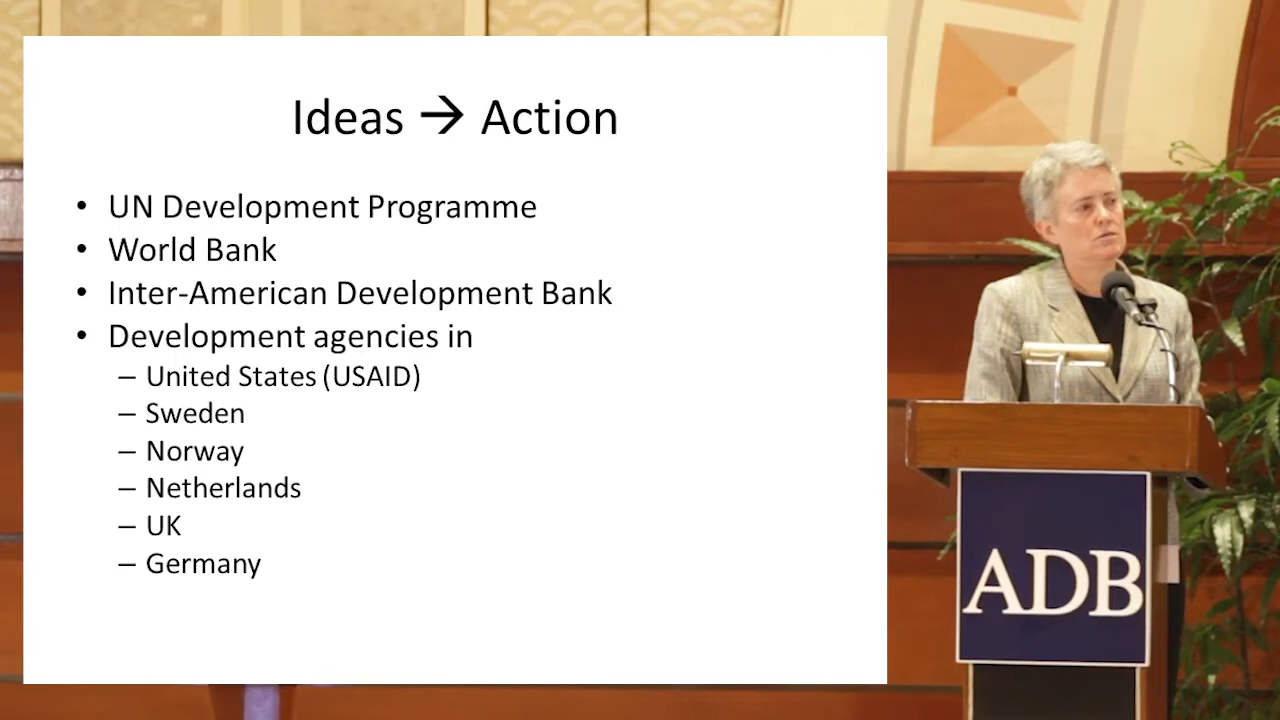 Ideas → Action
• UN Development Programme
• World Bank
• Inter-American Development Bank
• Development agencies in
– United States (USAID)
– Sweden
– Norway
– Netherlands
– UK
– Germany
ADB